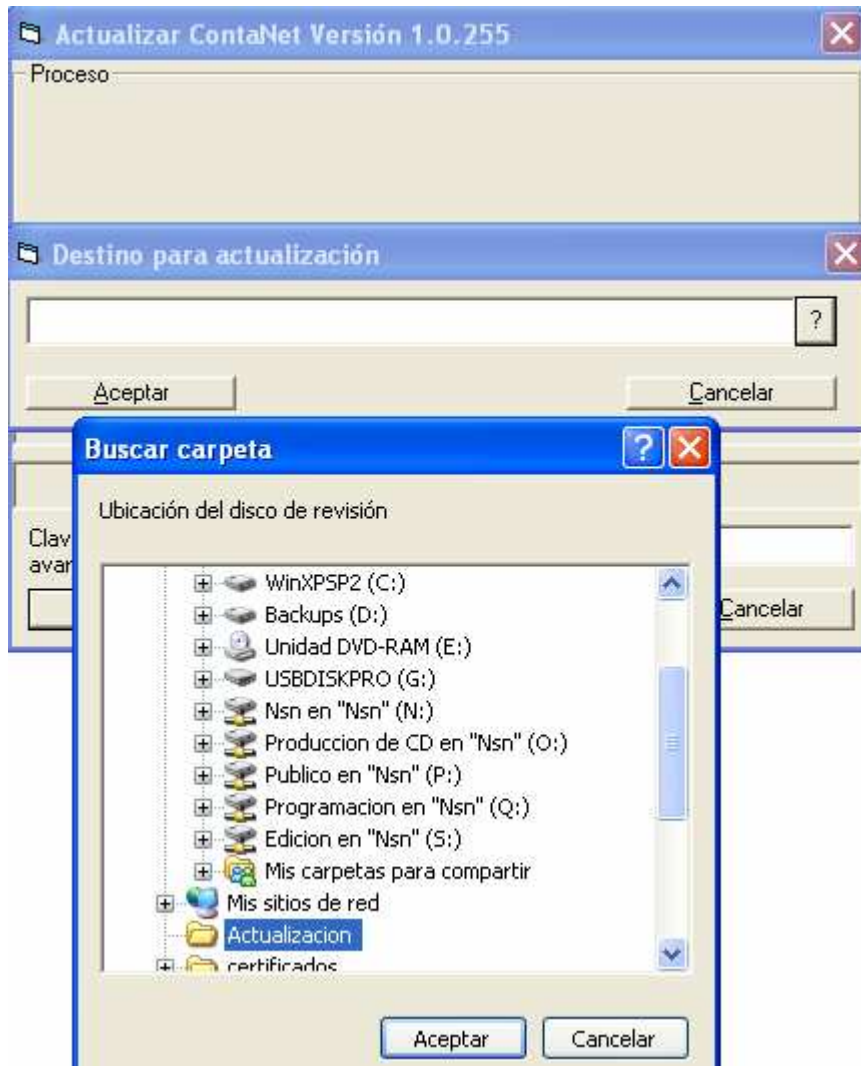 Actualizar ContaNet Versión 1.0.255
Proceso
Destino para actualización
?
Aceptar
Cancelar
Buscar carpeta
?
Ubicación del disco de revisión
Clav
avan
Cancelar
WinXPSP2 (C:)
Backups (D:)
Unidad DVD-RAM (E:)
USBDISKPRO (G:)
Nsn en "Nsn" (N:)
Produccion de CD en "Nsn" (O:)
Publico en "Nsn" (P:)
Programacion en "Nsn" (Q:)
Edicion en "Nsn" (S:)
Mis carpetas para compartir
Mis sitios de red
Actualizacion
certificados
Aceptar
Cancelar